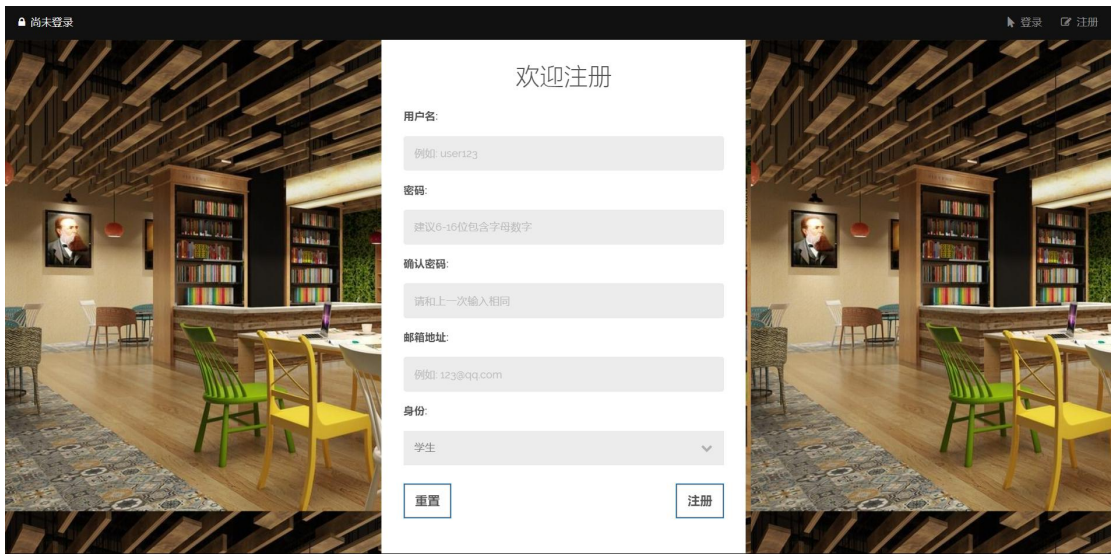 尚未登录
登录 注册
欢迎注册
用户名:
例如: user123
密码:
建议6-16位包含字母数字
确认密码:
请和上一次输入相同
邮箱地址:
例如: 123@qq.com
身份:
学生
重置 注册